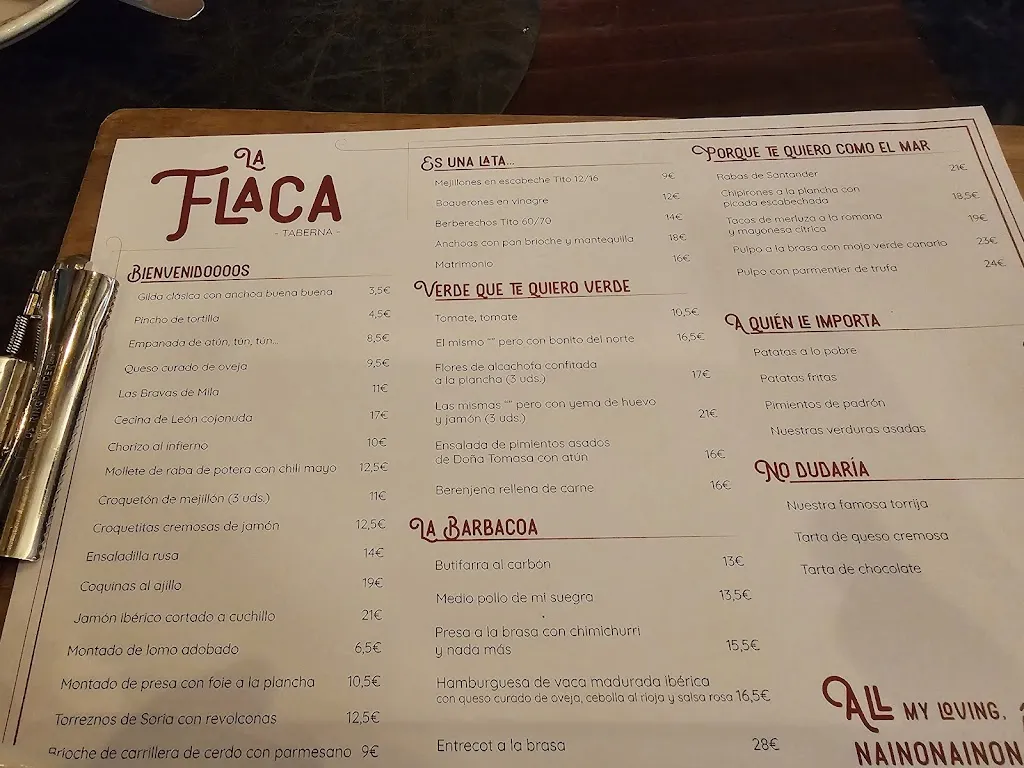 LA
FLACA
- TABERNA -
BIENVENIDOOOOS
Gilda clásica con anchoa buena buena 3,5€
Pincho de tortilla 4,5€
Empanada de atún, tún, tún... 8,5€
Queso curado de oveja 9,5€
Las Bravas de Mila 11€
Cecina de León cojonuda 17€
Chorizo al infierno 10€
Mollete de raba de potera con chili mayo 12,5€
Croquetón de mejillón (3 uds.) 11€
Croquetitas cremosas de jamón 12,5€
Ensaladilla rusa 14€
Coquinas al ajillo 19€
Jamón ibérico cortado a cuchillo 21€
Montado de lomo adobado 6,5€
Montado de presa con foie a la plancha 10,5€
Torreznos de Soria con revolconas 12,5€
Brioche de carrillera de cerdo con parmesano 9€
ES UNA LATA...
Mejillones en escabeche Tito 12/16 9€
Boquerones en vinagre 12€
Berberechos Tito 60/70 14€
Anchoas con pan brioche y mantequilla 18€
Matrimonio 16€
VERDE QUE TE QUIERO VERDE
Tomate, tomate 10,5€
El mismo "" pero con bonito del norte 16,5€
Flores de alcachofa confitada
a la plancha (3 uds.) 17€
Las mismas "" pero con yema de huevo
y jamón (3 uds.) 21€
Ensalada de pimientos asados
de Doña Tomasa con atún 16€
Berenjena rellena de carne 16€
LA BARBACOA
Butifarra al carbón 13€
Medio pollo de mi suegra 13,5€
Presa a la brasa con chimichurri
y nada más 15,5€
Hamburguesa de vaca madurada ibérica
con queso curado de oveja, cebolla al rioja y salsa rosa 16,5€
Entrecot a la brasa 28€
PORQUE TE QUIERO COMO EL MAR
Rabas de Santander 21€
Chipirones a la plancha con
picada escabechada 18,5€
Tacos de merluza a la romana
y mayonesa cítrica 19€
Pulpo a la brasa con mojo verde canario 23€
Pulpo con parmentier de trufa 24€
A QUIÉN LE IMPORTA
Patatas a lo pobre
Patatas fritas
Pimientos de padrón
Nuestras verduras asadas
NO DUDARÍA
Nuestra famosa torrija
Tarta de queso cremosa
Tarta de chocolate
ALL MY LOVING,
NAINONAINON